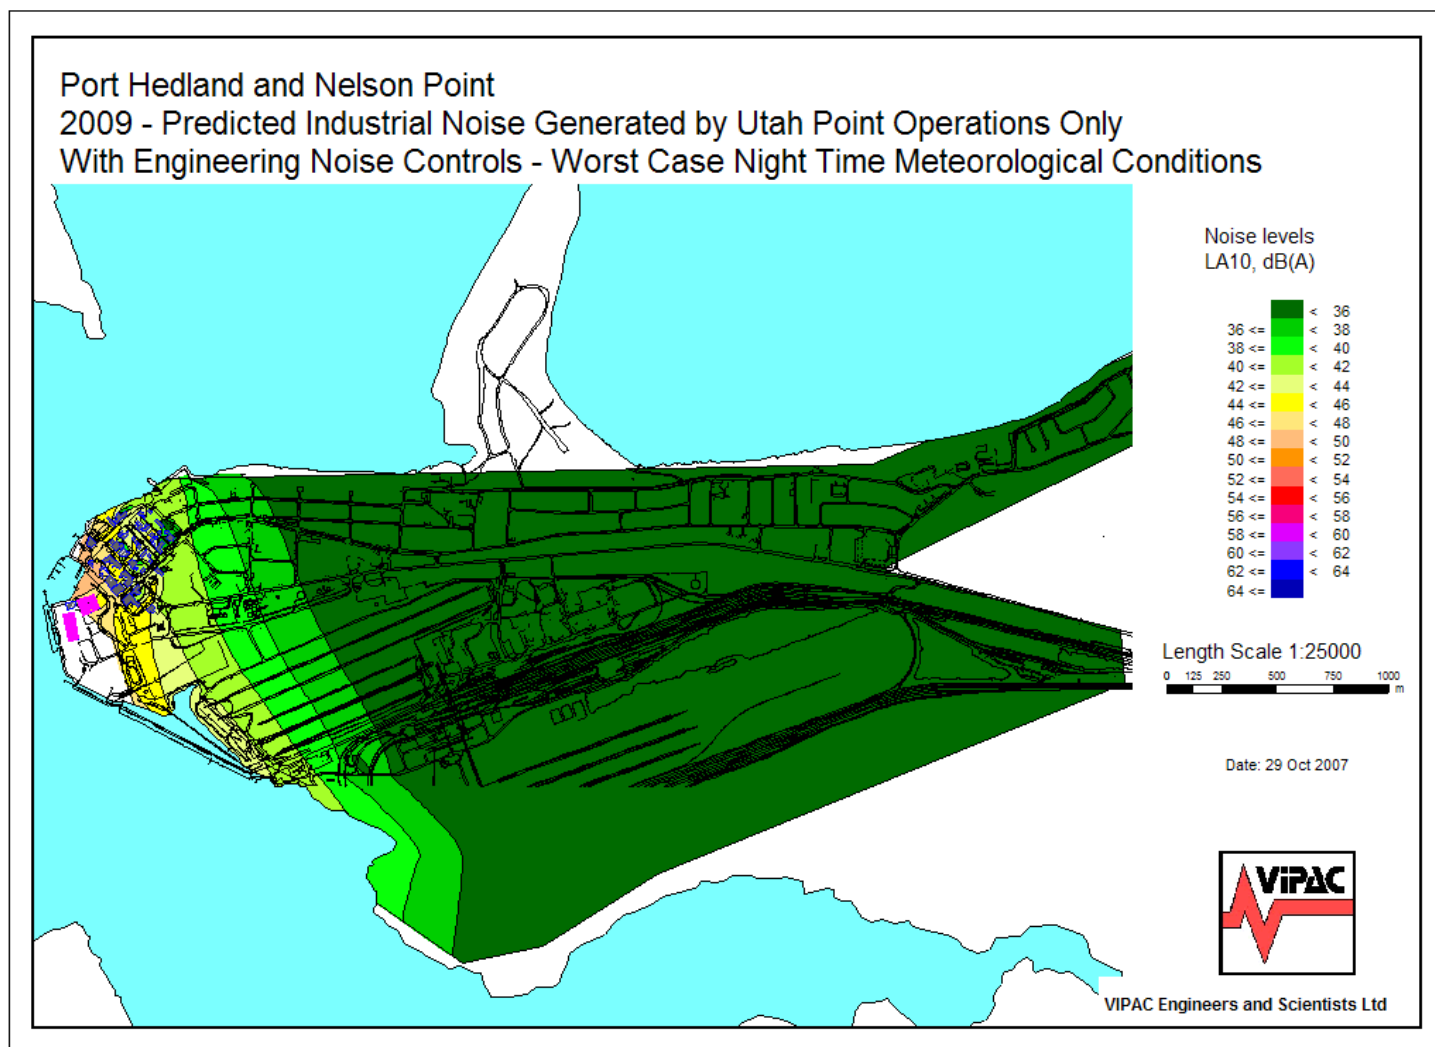 Port Hedland and Nelson Point
2009 - Predicted Industrial Noise Generated by Utah Point Operations Only
With Engineering Noise Controls - Worst Case Night Time Meteorological Conditions
Noise levels
LA10, dB(A)
< 36
36 <= < 38
38 <= < 40
40 <= < 42
42 <= < 44
44 <= < 46
46 <= < 48
48 <= < 50
50 <= < 52
52 <= < 54
54 <= < 56
56 <= < 58
58 <= < 60
60 <= < 62
62 <= < 64
64 <=
Length Scale 1:25000
0 125 250 500 750 1000
m
Date: 29 Oct 2007
ViPAC
VIPAC Engineers and Scientists Ltd